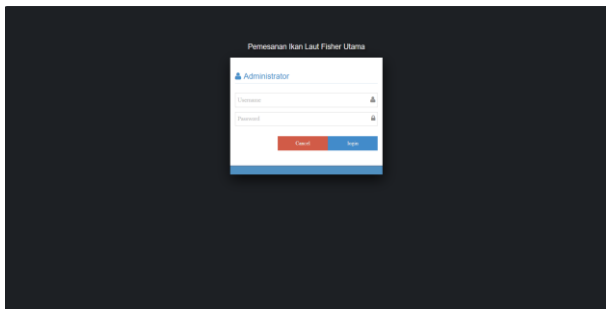 Pemesanan Ikan Laut Fisher Utama
Administrator
Username
Password
Cancel login